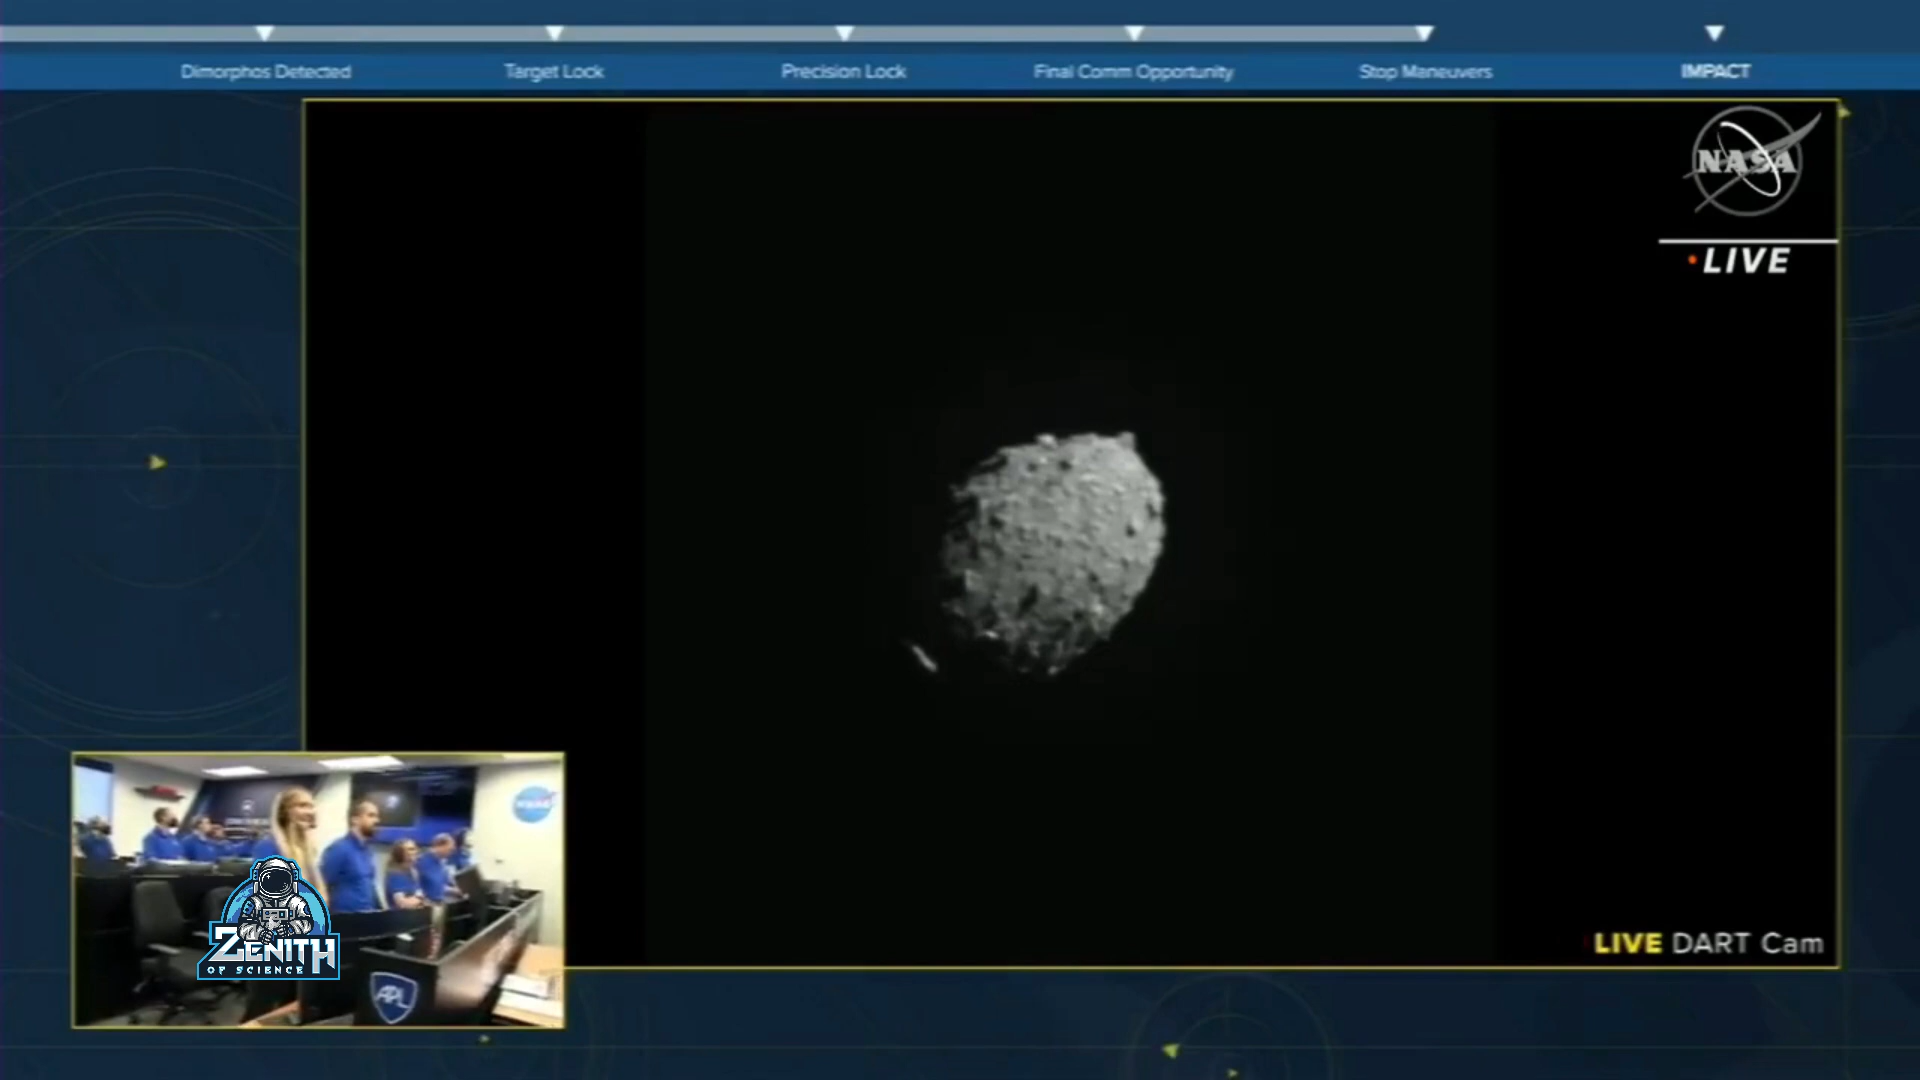 Dimorphos Detected
Target Lock
Precision Lock
Final Comm Opportunity
Stop Maneuvers
IMPACT
NASA
LIVE
NASA
ZENITH
OF SCIENCE
APL
LIVE DART Cam